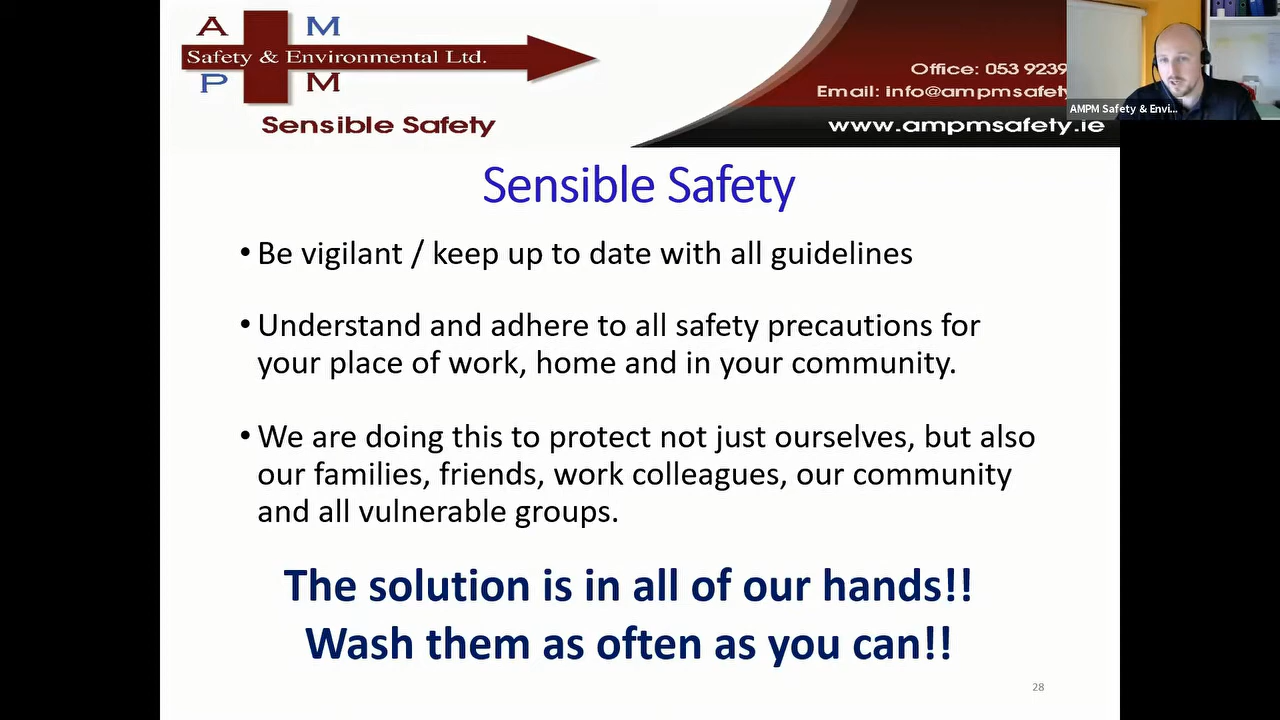 A M
Safety & Environmental Ltd.
P M
Sensible Safety
Office: 053 9239
Email: info@ampmsafety
www.ampmsafety.ie
AMPM Safety & Envi...
Sensible Safety
• Be vigilant / keep up to date with all guidelines
• Understand and adhere to all safety precautions for
your place of work, home and in your community.
• We are doing this to protect not just ourselves, but also
our families, friends, work colleagues, our community
and all vulnerable groups.
The solution is in all of our hands!!
Wash them as often as you can!!
28